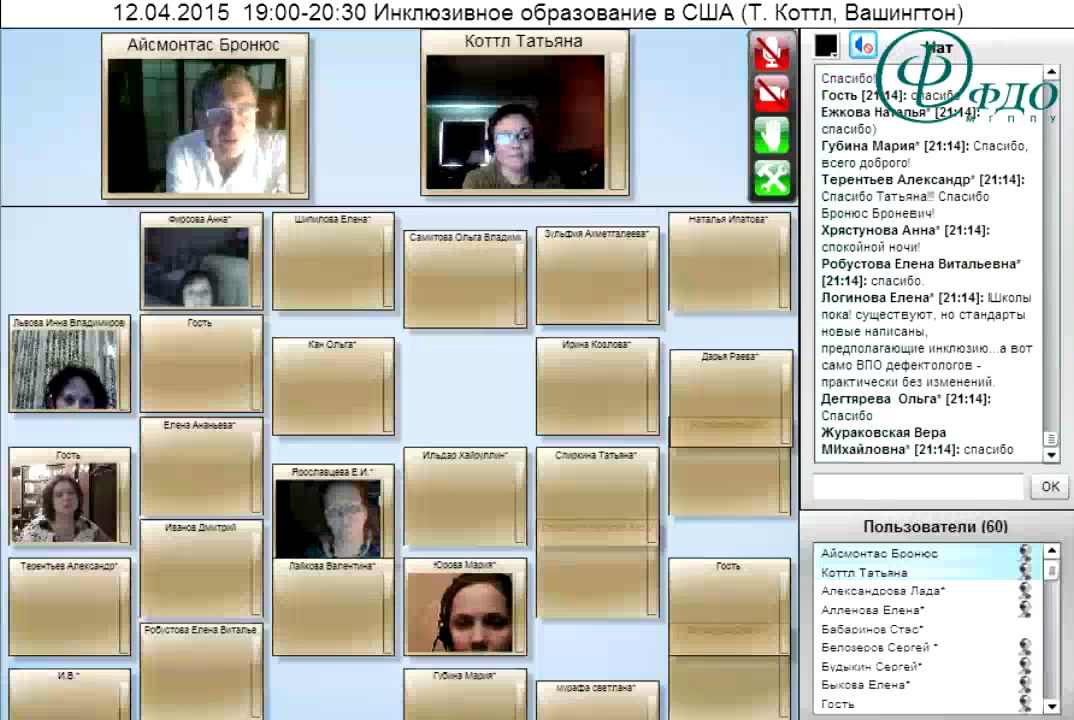 12.04.2015 19:00-20:30 Инклюзивное образование в США (Т. Коттл, Вашингтон)
Айсмонтас Бронюс
Коттл Татьяна
Чат
ФДО
МГППУ
Спасибо!
Гость [21:14]: спасибо
Ежкова Наталья* [21:14]:
спасибо)
Губина Мария* [21:14]: Спасибо,
всего доброго!
Терентьев Александр* [21:14]:
Спасибо Татьяна!!! Спасибо
Бронюс Броневич!
Хрястунова Анна* [21:14]:
спокойной ночи!
Робустова Елена Витальевна*
[21:14]: спасибо.
Логинова Елена* [21:14]: Школы
пока! существуют, но стандарты
новые написаны,
предполагающие инклюзию...а вот
само ВПО дефектологов -
практически без изменений.
Дегтярева Ольга* [21:14]:
Спасибо
Жураковская Вера
Михайловна* [21:14]: спасибо
OK
Пользователи (60)
Айсмонтас Бронюс
Коттл Татьяна
Александрова Лада*
Алленова Елена*
Бабаринов Стас*
Белозеров Сергей *
Будыкин Сергей*
Быкова Елена*
Гость
Фирсова Анна*
Шипилова Елена*
Самитова Ольга Владими
Зульфия Ахметгалеева*
Наталья Ипатова*
Львова Инна Владимиров
Гость
Кан Ольга*
Ирина Козлова*
Дарья Раева*
Елена Ананьева*
Гость
Ярославцева Е.И.*
Ильдар Хайруллин*
Спиркина Татьяна*
Иванов Дмитрий
Терентьев Александр*
Лайкова Валентина*
Юрова Мария*
Гость
Робустова Елена Виталье
И.В.*
Губина Мария*
мурафа светлана*